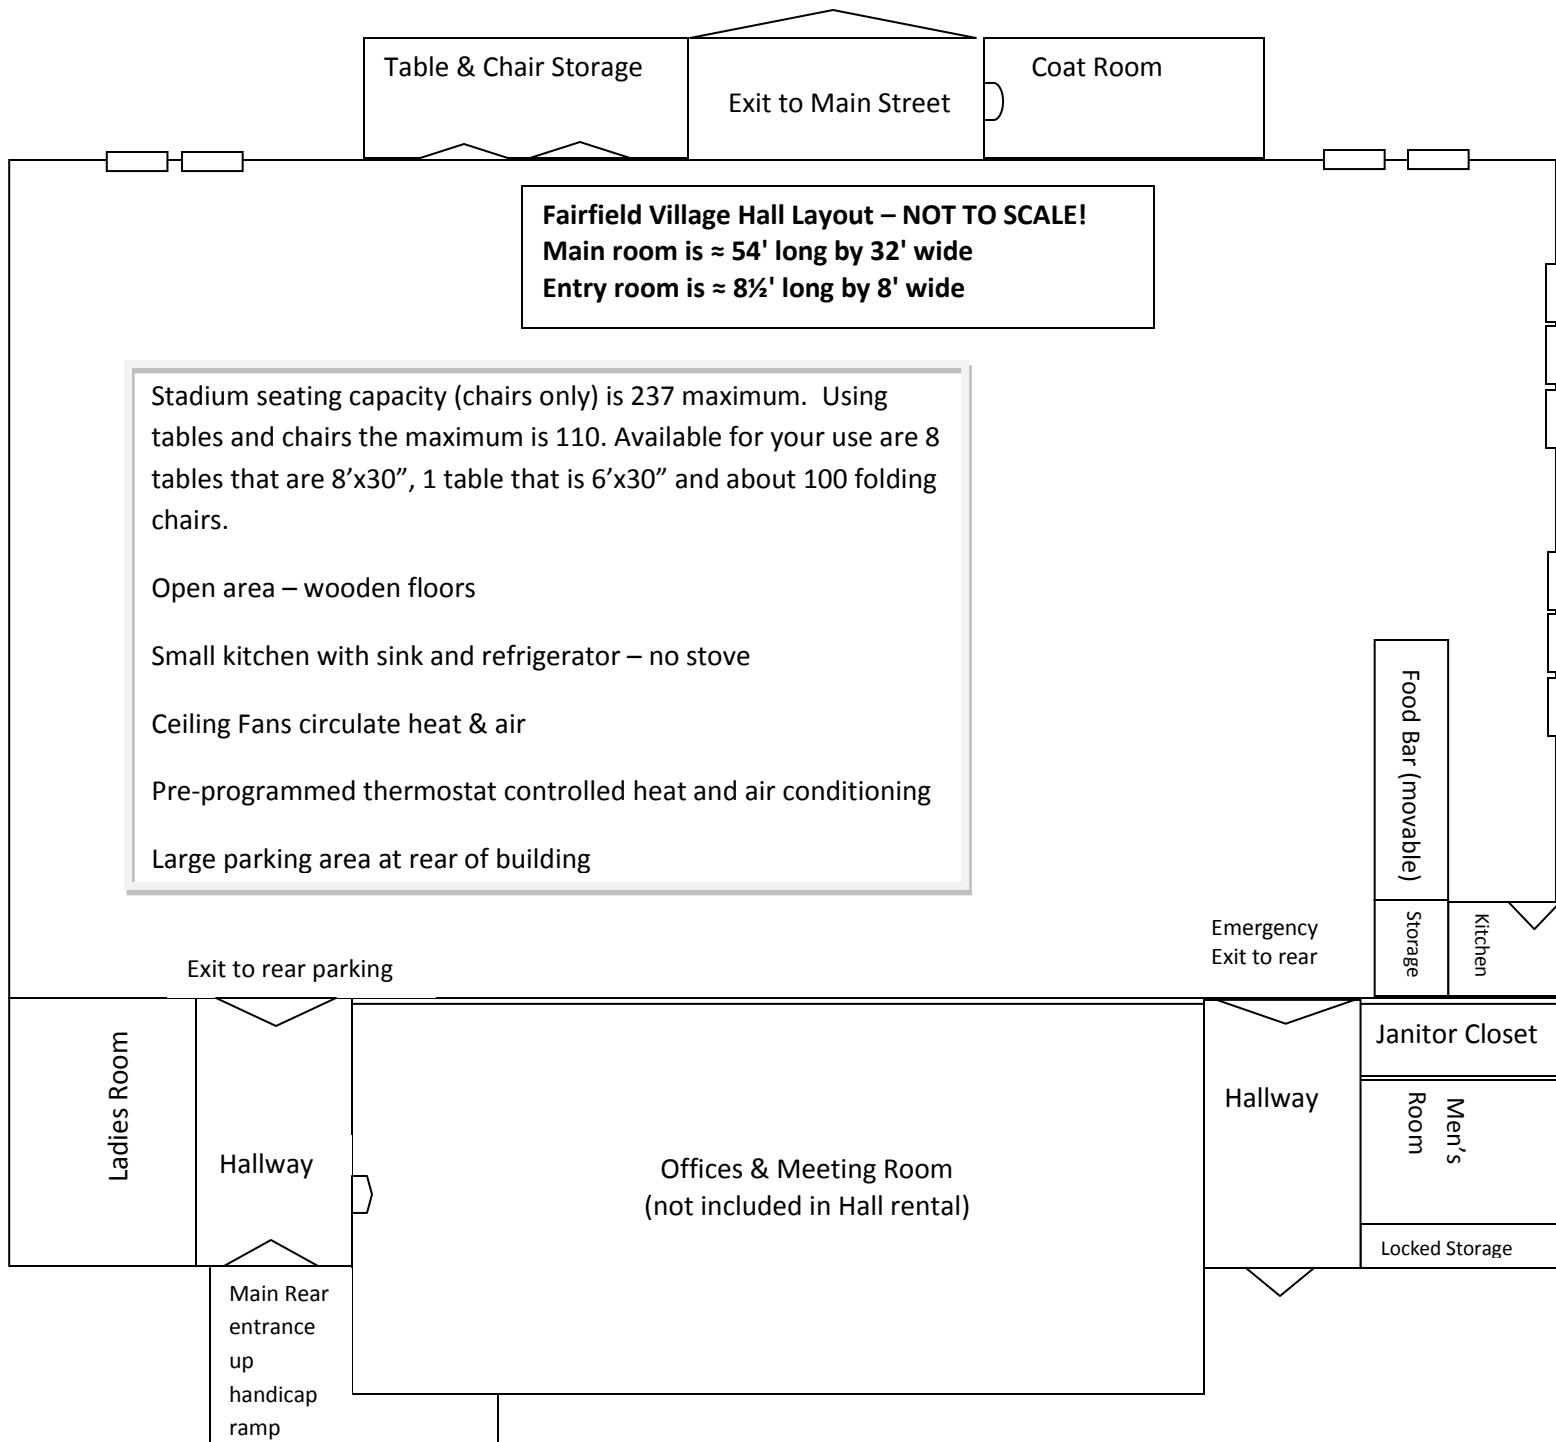 Table & Chair Storage
Exit to Main Street
Coat Room
Fairfield Village Hall Layout – NOT TO SCALE!
Main room is ≈ 54' long by 32' wide
Entry room is ≈ 8½' long by 8' wide
Stadium seating capacity (chairs only) is 237 maximum.  Using
tables and chairs the maximum is 110. Available for your use are 8
tables that are 8’x30”, 1 table that is 6’x30” and about 100 folding
chairs.
Open area – wooden floors
Small kitchen with sink and refrigerator – no stove
Ceiling Fans circulate heat & air
Pre-programmed thermostat controlled heat and air conditioning
Large parking area at rear of building
Food Bar (movable)
Storage
Kitchen
Emergency
Exit to rear
Exit to rear parking
Ladies Room
Hallway
Offices & Meeting Room
(not included in Hall rental)
Hallway
Janitor Closet
Men’s
Room
Locked Storage
Main Rear
entrance
up
handicap
ramp